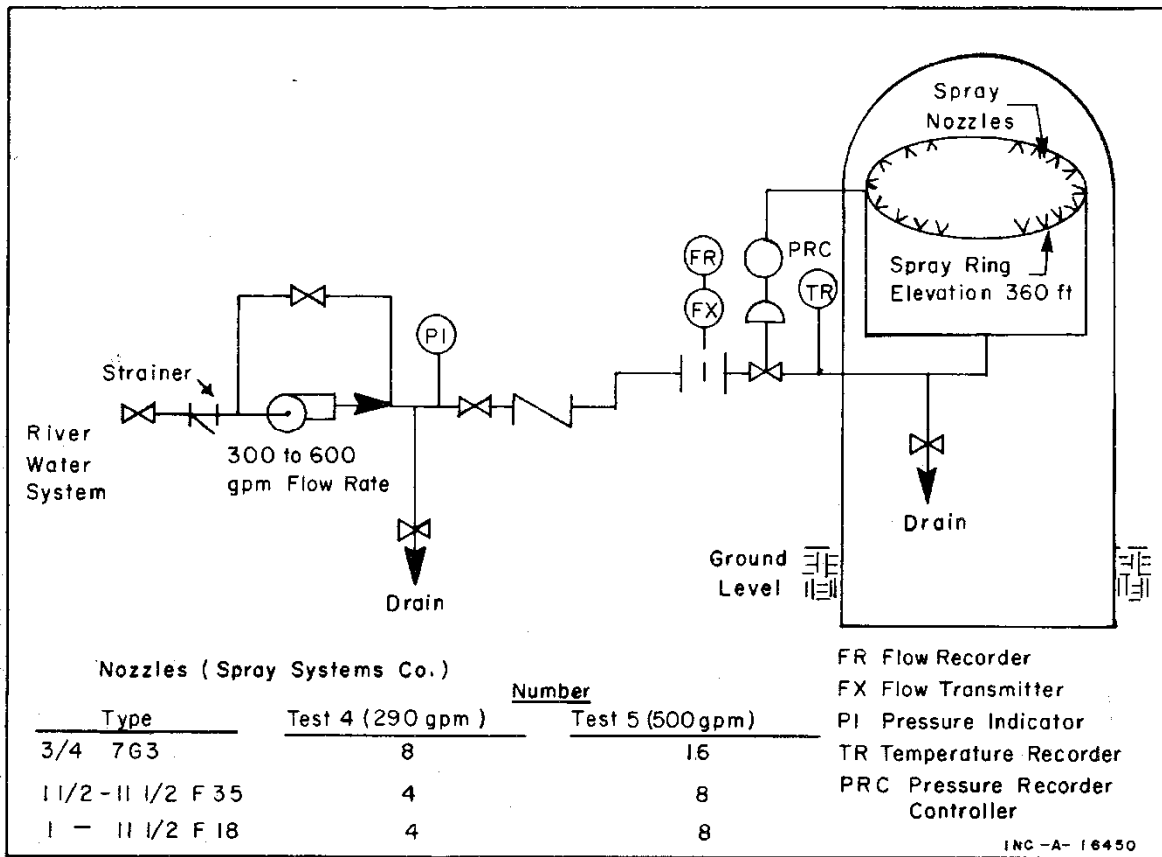 Spray
Nozzles
Spray Ring
Elevation 360 ft
FR
FX
PRC
TR
PI
Strainer
River
Water
System
300 to 600
gpm Flow Rate
Drain
Drain
Ground
Level
Nozzles (Spray Systems Co.)
Number
Type Test 4 (290 gpm) Test 5 (500 gpm)
3/4 7G3 8 16
1 1/2 - 11 1/2 F 35 4 8
1 - 11 1/2 F 18 4 8
FR Flow Recorder
FX Flow Transmitter
PI Pressure Indicator
TR Temperature Recorder
PRC Pressure Recorder
Controller
INC-A-16450